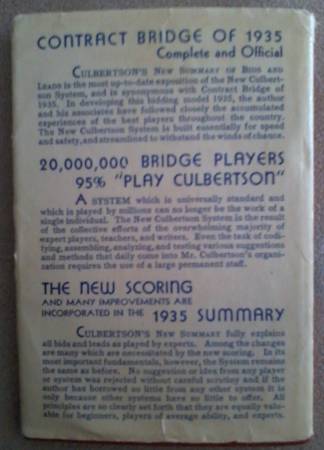 CONTRACT BRIDGE OF 1935
Complete and Official
CULBERTSON'S NEW SUMMARY OF BIDS AND
LEADS is the most up-to-date exposition of the New Culbert-
son System, and is synonymous with Contract Bridge of
1935. In developing this bidding model 1935, the author
and his associates have followed closely the accumulated
experiences of the best players throughout the country.
The New Culbertson System is built essentially for speed
and safety, and streamlined to withstand the winds of chance.
20,000,000 BRIDGE PLAYERS
95% "PLAY CULBERTSON"
A SYSTEM which is universally standard and
which is played by millions can no longer be the work of a
single individual. The New Culbertson System is the result
of the collective efforts of the overwhelming majority of
expert players, teachers, and writers. Even the task of codi-
fying, assembling, analyzing, and testing various suggestions
and methods that daily come into Mr. Culbertson's organi-
zation requires the use of a large permanent staff.
THE NEW SCORING
AND MANY IMPROVEMENTS ARE
INCORPORATED IN THE 1935 SUMMARY
CULBERTSON'S NEW SUMMARY fully explains
all bids and leads as played by experts. Among the changes
are many which are necessitated by the new scoring. In its
most important fundamentals, however, the System remains
the same as before. No suggestion or idea from any player
or system was rejected without careful scrutiny and if the
author has borrowed so little from any other system it is
only because other systems have so little to offer. All
principles are so clearly set forth that they are equally valu-
able for beginners, players of average ability, and experts.